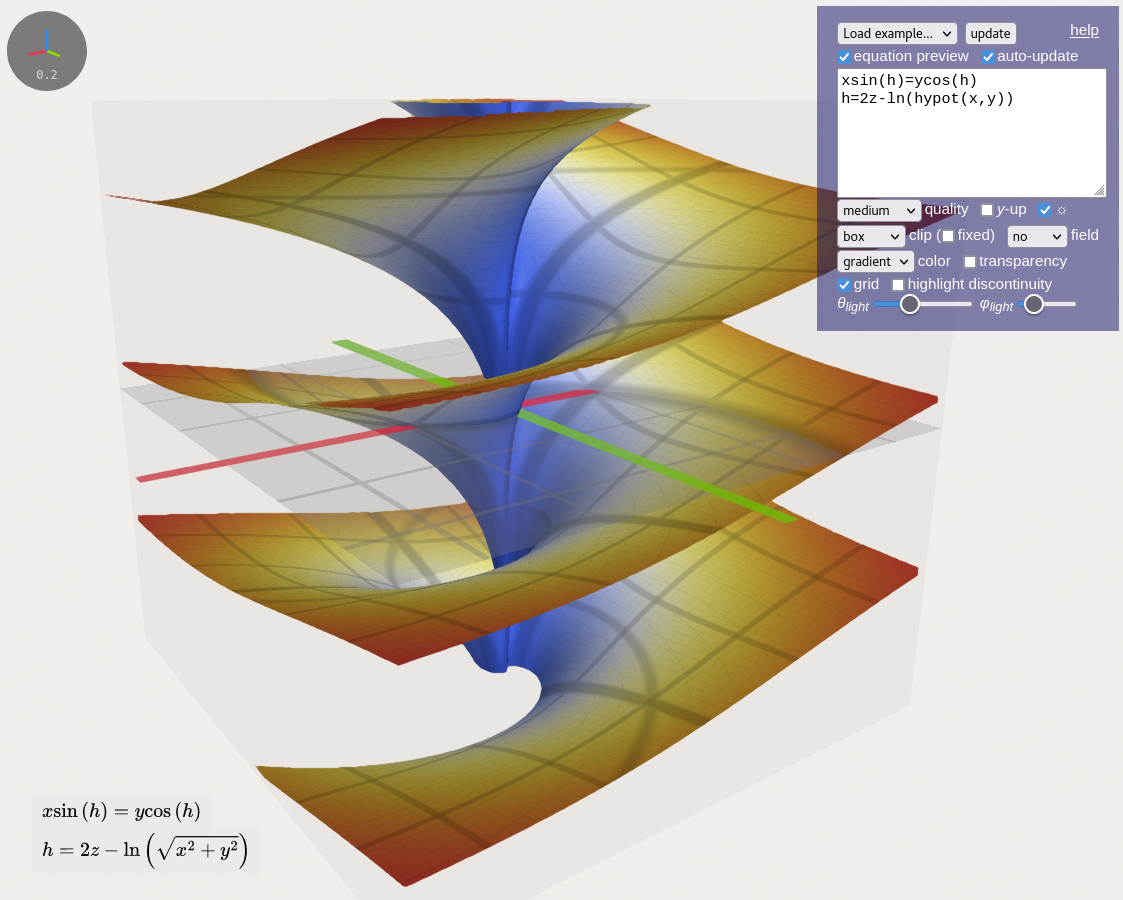 0.2
Load example... update help
equation preview auto-update
xsin(h)=ycos(h)
h=2z-ln(hypot(x,y))
medium quality y-up ☼
box clip (fixed) no field
gradient color transparency
grid highlight discontinuity
θlight φlight
xsin (h) = ycos (h)
h = 2z − ln (√x² + y²)